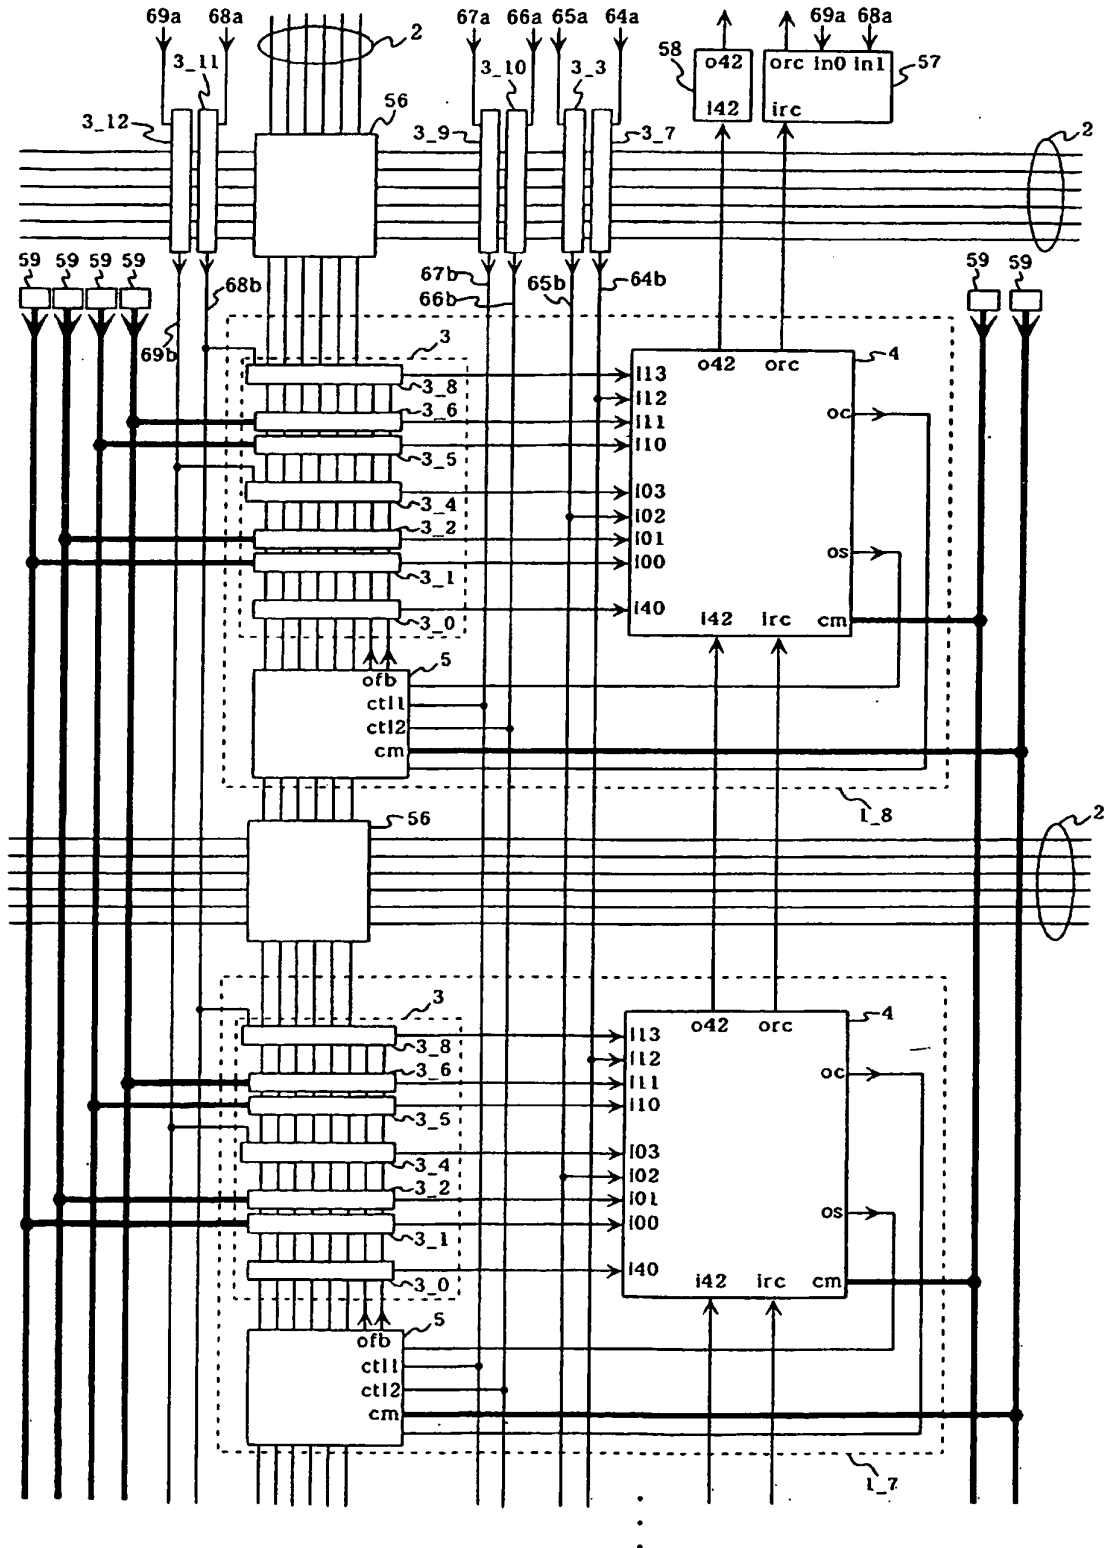 69a 68a 2 67a 66a 65a 64a 69a 68a
3_11 3_10 3_3 58 o42 orc in0 in1 57
3_12 56 3_9 3_7 i42 irc 2
59 59 59 59 68b 67b 66b 65b 64b 59 59
69b
3 o42 orc 4
3_8 i13
i12
3_6 i11 oc
3_5 i10
3_4 i03
i02
3_2 i01
3_1 i00 os
3_0 i40 i42 irc cm
5
ofb
ctl1
ctl2
cm
1_8
56 2
3 o42 orc 4
3_8 i13
i12
3_6 i11 oc
3_5 i10
3_4 i03
i02
3_2 i01
3_1 i00 os
3_0 i40 i42 irc cm
5
ofb
ctl1
ctl2
cm
1_7